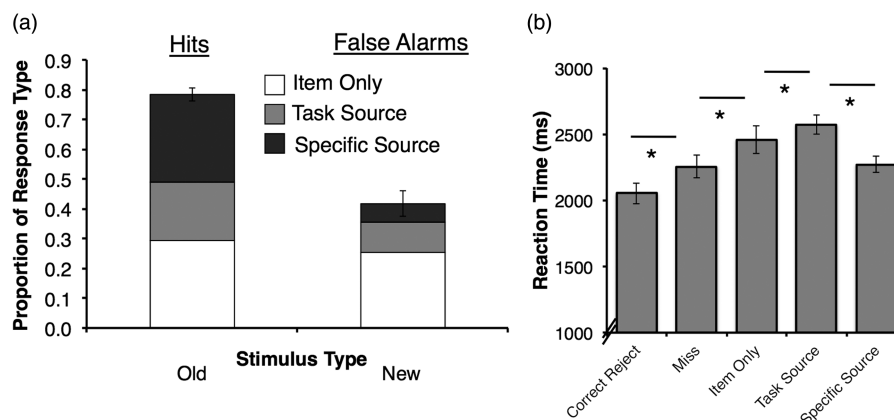 (a)
Hits
False Alarms
Item Only
Task Source
Specific Source
Proportion of Response Type
0.9
0.8
0.7
0.6
0.5
0.4
0.3
0.2
0.1
0.0
Stimulus Type
Old
New
(b)
Reaction Time (ms)
3000
2500
2000
1500
1000
*
*
*
*
Correct Reject
Miss
Item Only
Task Source
Specific Source